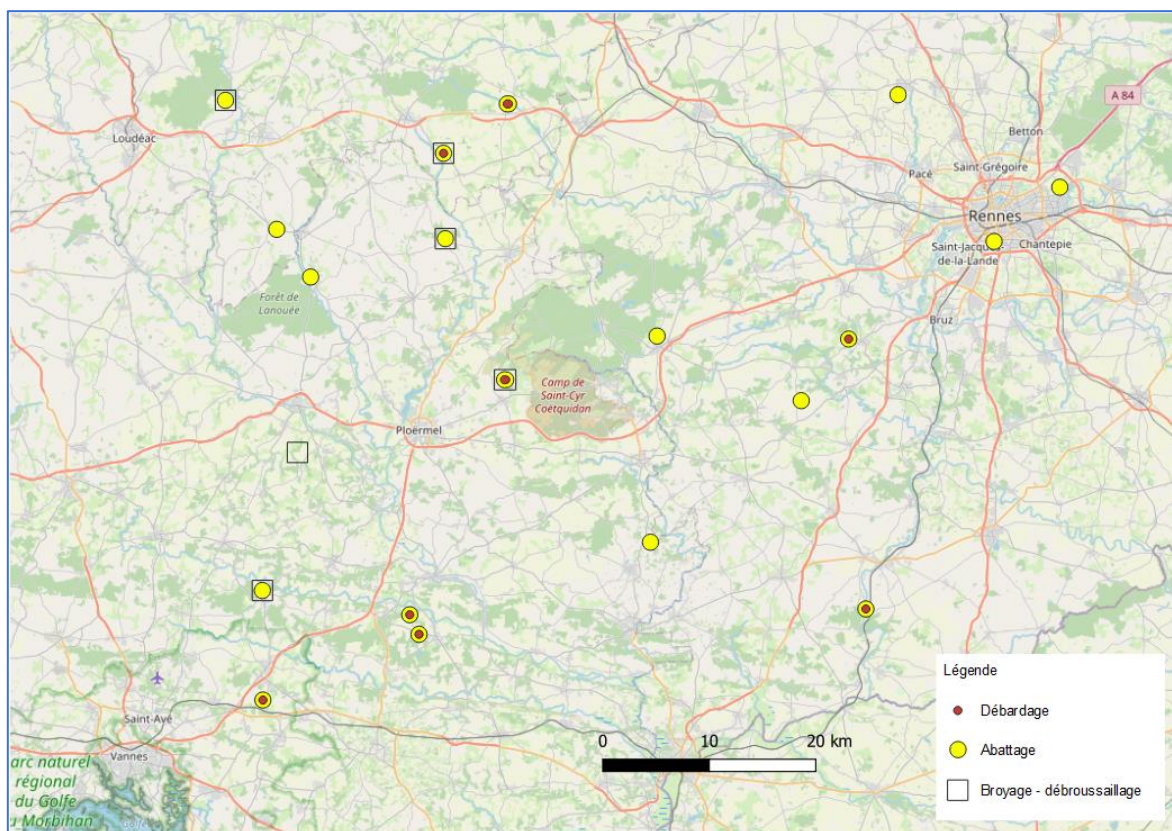 A 84
Loudéac
Betton
Saint-Grégoire
Pacé
Rennes
Saint-Jacques-
de-la-Lande
Chantepie
Forêt de
Lanouée
Bruz
Camp de
Saint-Cyr
Coëtquidan
Ploërmel
Saint-Avé
Vannes
arc naturel
régional
du Golfe
u Morbihan
0 10 20 km
Légende
Débardage
Abattage
Broyage - débroussaillage